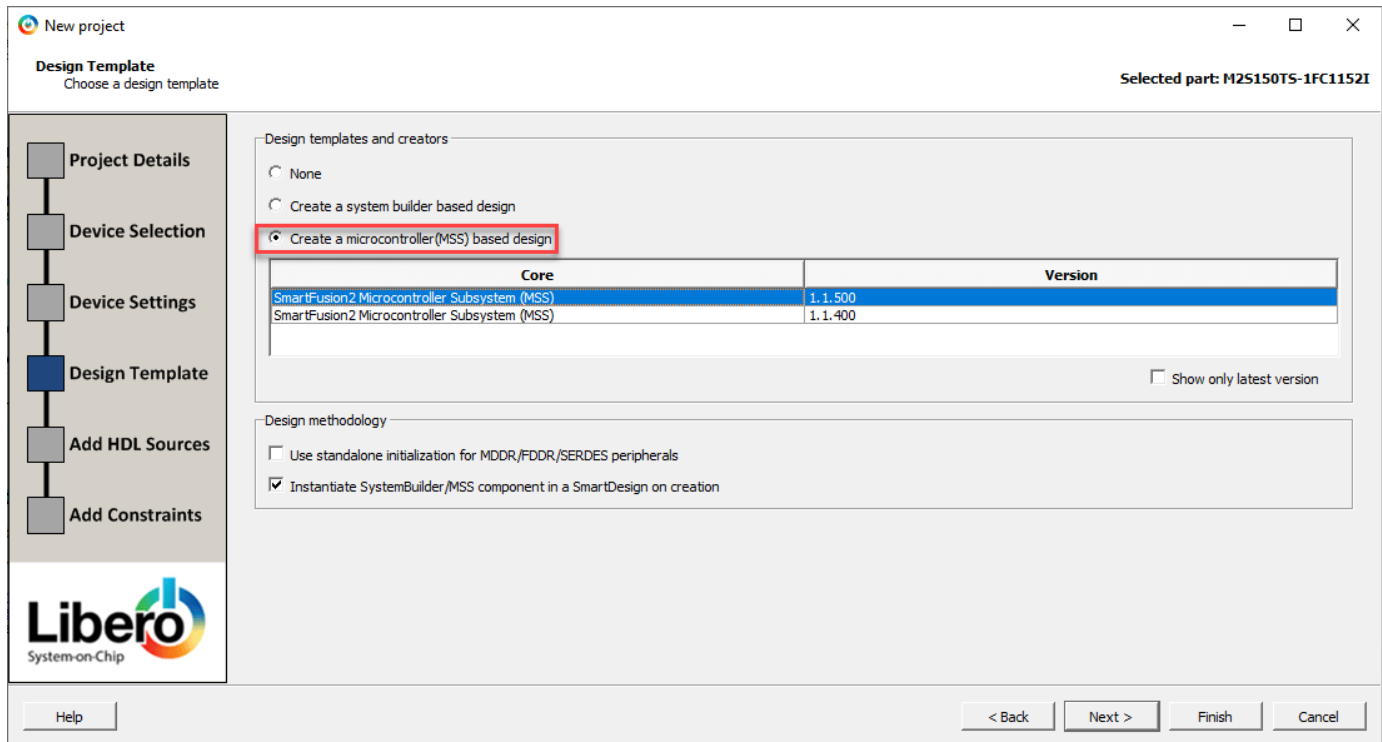 New project
Design Template
Choose a design template
Selected part: M2S150TS-1FC1152I
Project Details
Device Selection
Device Settings
Design Template
Add HDL Sources
Add Constraints
Libero
System-on-Chip
Design templates and creators
None
Create a system builder based design
Create a microcontroller(MSS) based design
Core Version
SmartFusion2 Microcontroller Subsystem (MSS) 1.1.500
SmartFusion2 Microcontroller Subsystem (MSS) 1.1.400
Show only latest version
Design methodology
Use standalone initialization for MDDR/FDDR/SERDES peripherals
Instantiate SystemBuilder/MSS component in a SmartDesign on creation
Help < Back Next > Finish Cancel